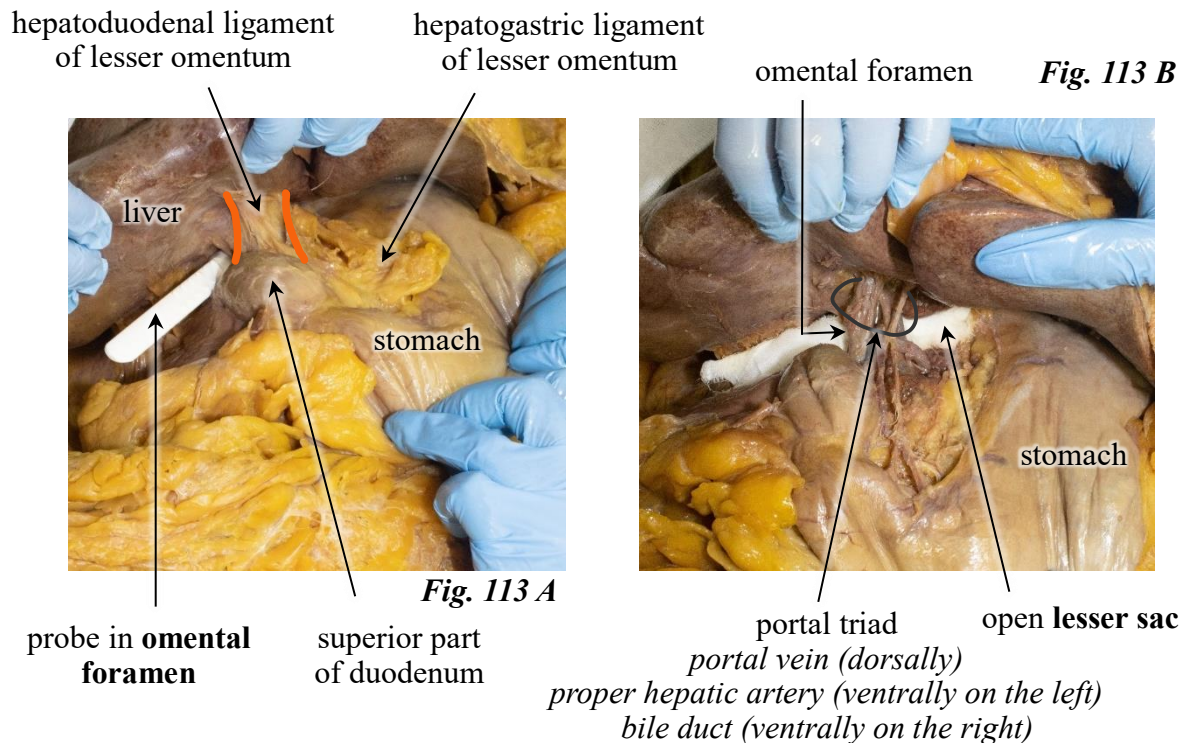 hepatoduodenal ligament
of lesser omentum
hepatogastric ligament
of lesser omentum
omental foramen
Fig. 113 B
liver
stomach
stomach
Fig. 113 A
probe in omental
foramen
superior part
of duodenum
portal triad
portal vein (dorsally)
proper hepatic artery (ventrally on the left)
bile duct (ventrally on the right)
open lesser sac